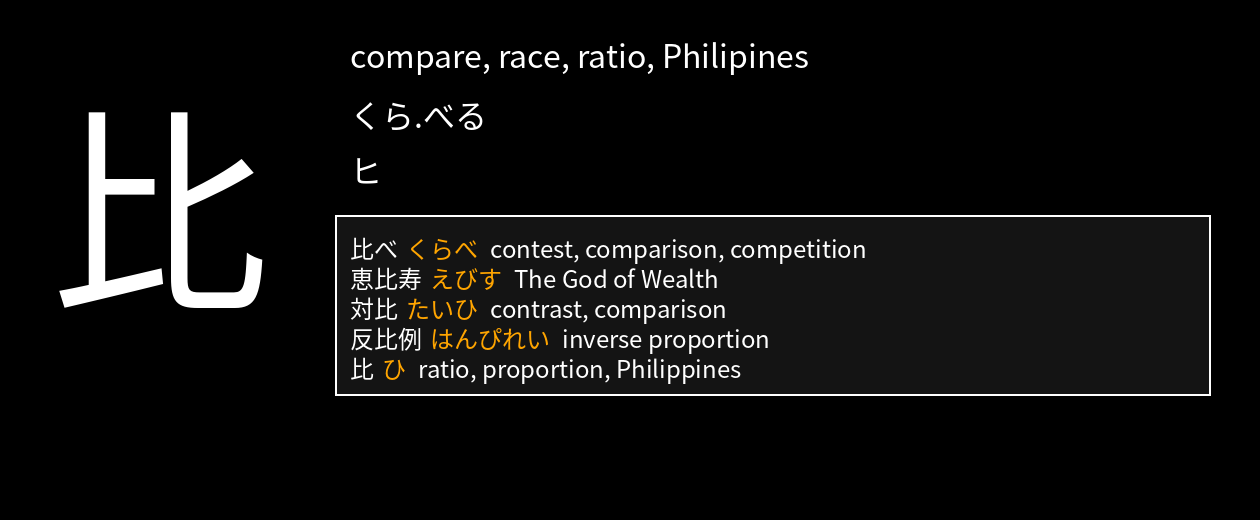 比
compare, race, ratio, Philipines
くら.べる
ヒ
比べ くらべ contest, comparison, competition
恵比寿 えびす The God of Wealth
対比 たいひ contrast, comparison
反比例 はんぴれい inverse proportion
比 ひ ratio, proportion, Philippines